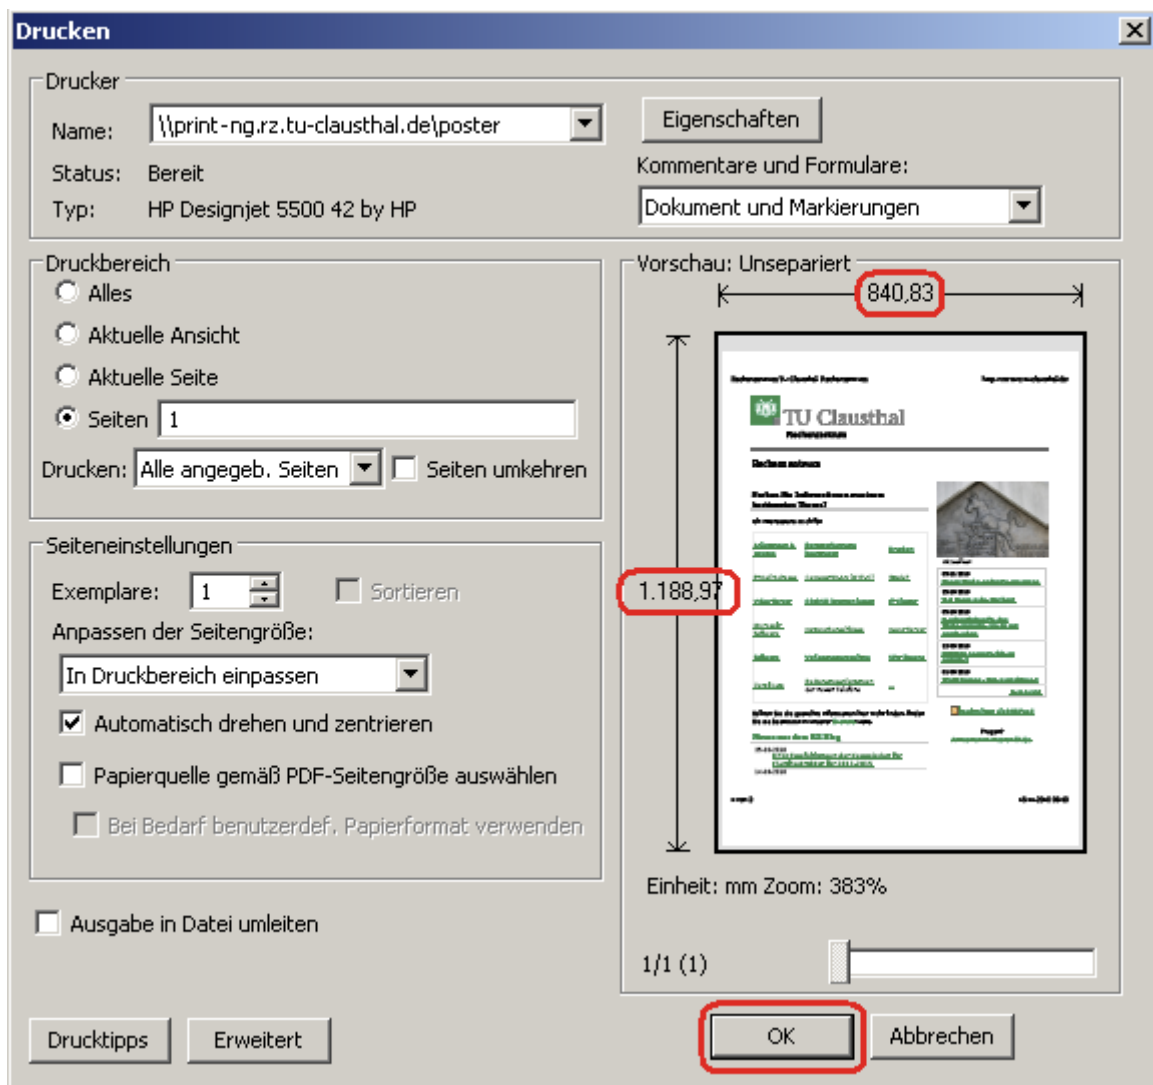 Drucken
Drucker
Name: \\print-ng.rz.tu-clausthal.de\poster
Eigenschaften
Status: Bereit
Kommentare und Formulare:
Typ: HP Designjet 5500 42 by HP
Dokument und Markierungen
Druckbereich
Alles
Aktuelle Ansicht
Aktuelle Seite
Seiten 1
Drucken: Alle angegeb. Seiten Seiten umkehren
Seiteneinstellungen
Exemplare: 1 Sortieren
Anpassen der Seitengröße:
In Druckbereich einpassen
Automatisch drehen und zentrieren
Papierquelle gemäß PDF-Seitengröße auswählen
Bei Bedarf benutzerdef. Papierformat verwenden
Ausgabe in Datei umleiten
Vorschau: Unsepariert
840,83
1.188,97
TU Clausthal
Rechenzentrum
Einheit: mm Zoom: 383%
1/1 (1)
Drucktipps
Erweitert
OK
Abbrechen